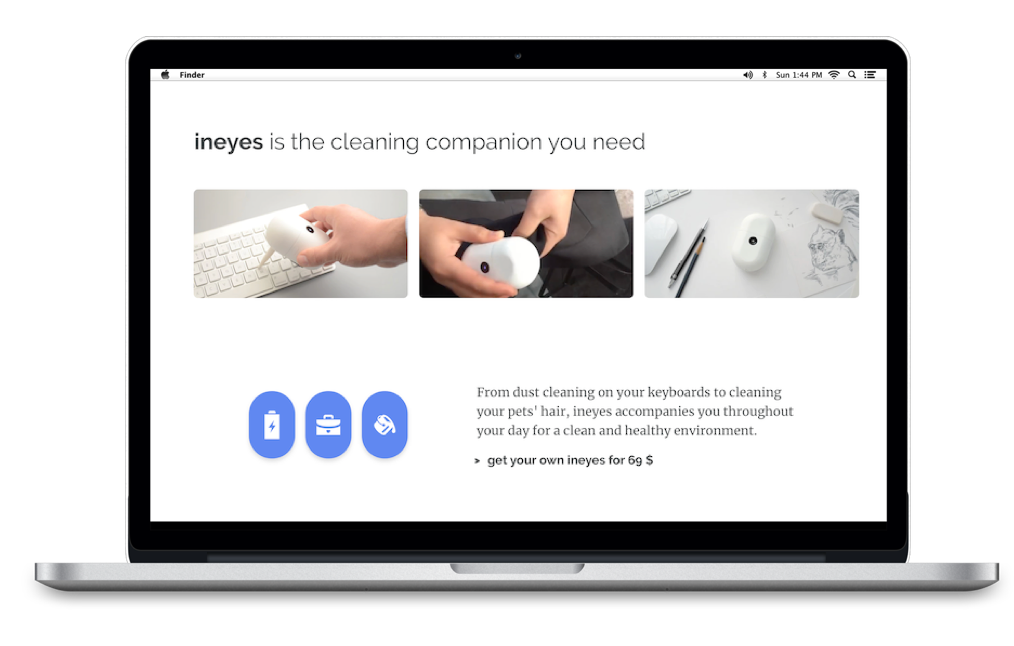 Finder
Sun 1:44 PM
ineyes is the cleaning companion you need
From dust cleaning on your keyboards to cleaning
your pets' hair, ineyes accompanies you throughout
your day for a clean and healthy environment.
> get your own ineyes for 69 $